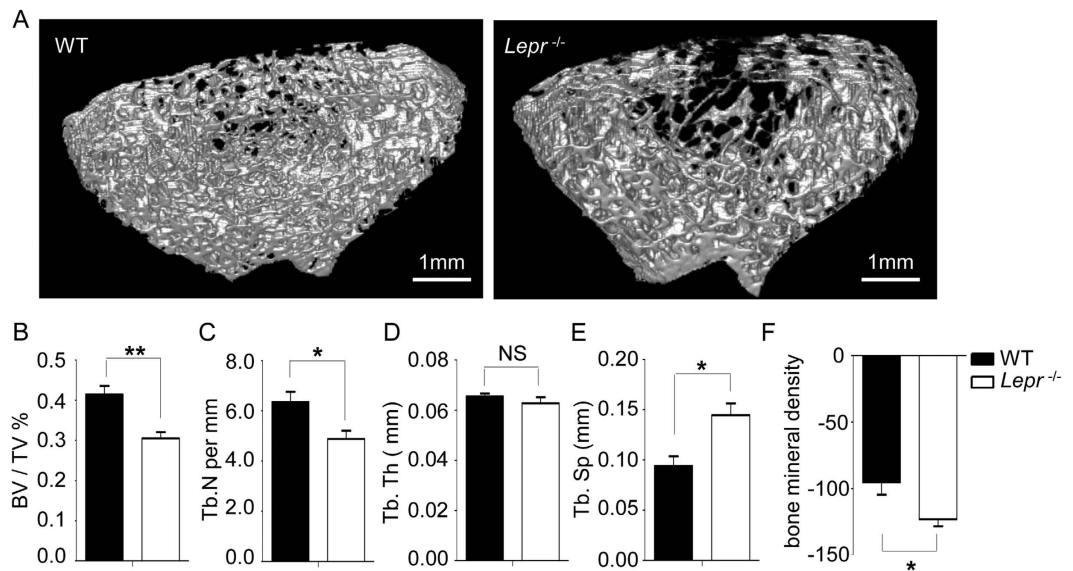 A
WT
1mm
Lepr -/-
1mm
B
BV / TV %
0.5
0.4
0.3
0.2
0.1
0.0
**
C
Tb.N per mm
8.0
6.0
4.0
2.0
0.0
*
D
Tb. Th ( mm)
0.08
0.06
0.04
0.02
0.00
NS
E
Tb. Sp (mm)
0.20
0.15
0.10
0.05
0.00
*
F
bone mineral density
0
-50
-100
-150
*
WT
Lepr -/-